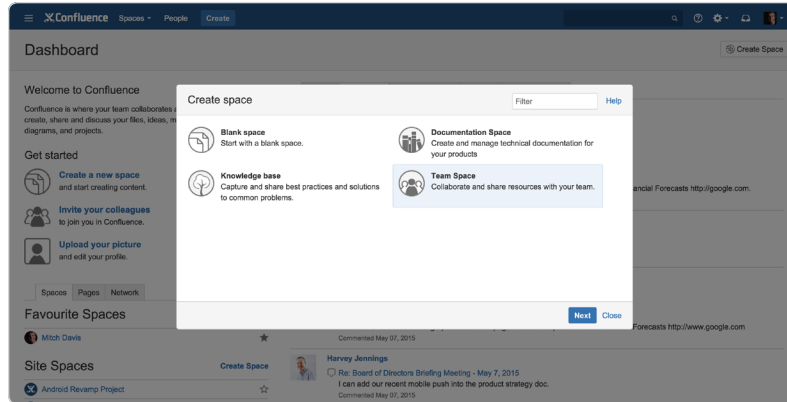 Confluence Spaces People Create
Dashboard
Create Space
Welcome to Confluence
Confluence is where your team collaborates
create, share and discuss your files, ideas, m
diagrams, and projects.
Get started
Create a new space
and start creating content.
Invite your colleagues
to join you in Confluence.
Upload your picture
and edit your profile.
Spaces Pages Network
Favourite Spaces
Mitch Davis
Site Spaces Create Space
Android Revamp Project
Create space
Filter
Help
Blank space
Start with a blank space.
Documentation Space
Create and manage technical documentation for
your products
Knowledge base
Capture and share best practices and solutions
to common problems.
Team Space
Collaborate and share resources with your team.
Next Close
ancial Forecasts http://google.com.
Forecasts http://www.google.com
Commented May 07, 2015
Harvey Jennings
Re: Board of Directors Briefing Meeting - May 7, 2015
I can add our recent mobile push into the product strategy doc.
Commented May 07, 2015